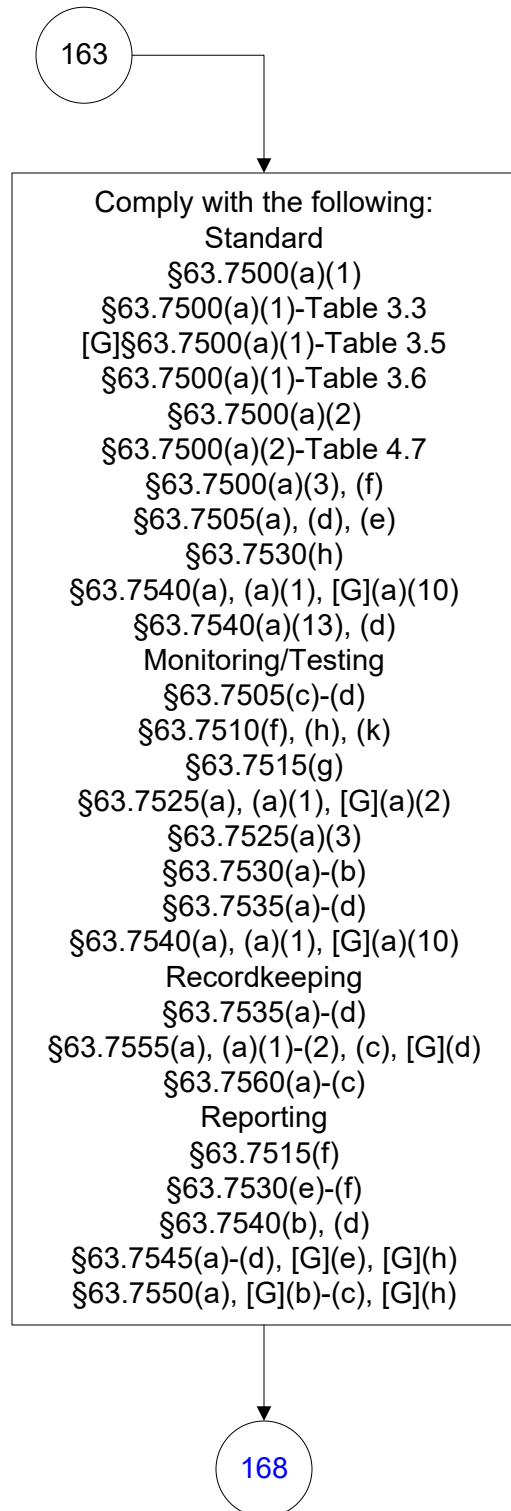 163
Comply with the following:
Standard
§63.7500(a)(1)
§63.7500(a)(1)-Table 3.3
[G]§63.7500(a)(1)-Table 3.5
§63.7500(a)(1)-Table 3.6
§63.7500(a)(2)
§63.7500(a)(2)-Table 4.7
§63.7500(a)(3), (f)
§63.7505(a), (d), (e)
§63.7530(h)
§63.7540(a), (a)(1), [G](a)(10)
§63.7540(a)(13), (d)
Monitoring/Testing
§63.7505(c)-(d)
§63.7510(f), (h), (k)
§63.7515(g)
§63.7525(a), (a)(1), [G](a)(2)
§63.7525(a)(3)
§63.7530(a)-(b)
§63.7535(a)-(d)
§63.7540(a), (a)(1), [G](a)(10)
Recordkeeping
§63.7535(a)-(d)
§63.7555(a), (a)(1)-(2), (c), [G](d)
§63.7560(a)-(c)
Reporting
§63.7515(f)
§63.7530(e)-(f)
§63.7540(b), (d)
§63.7545(a)-(d), [G](e), [G](h)
§63.7550(a), [G](b)-(c), [G](h)
168